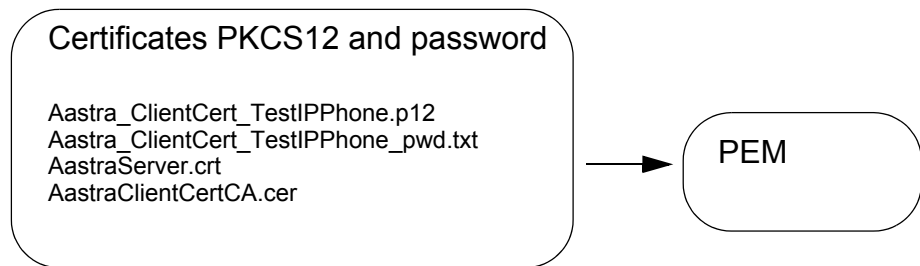 Certificates PKCS12 and password
Aastra_ClientCert_TestIPPhone.p12
Aastra_ClientCert_TestIPPhone_pwd.txt
AastraServer.crt
AastraClientCertCA.cer
PEM